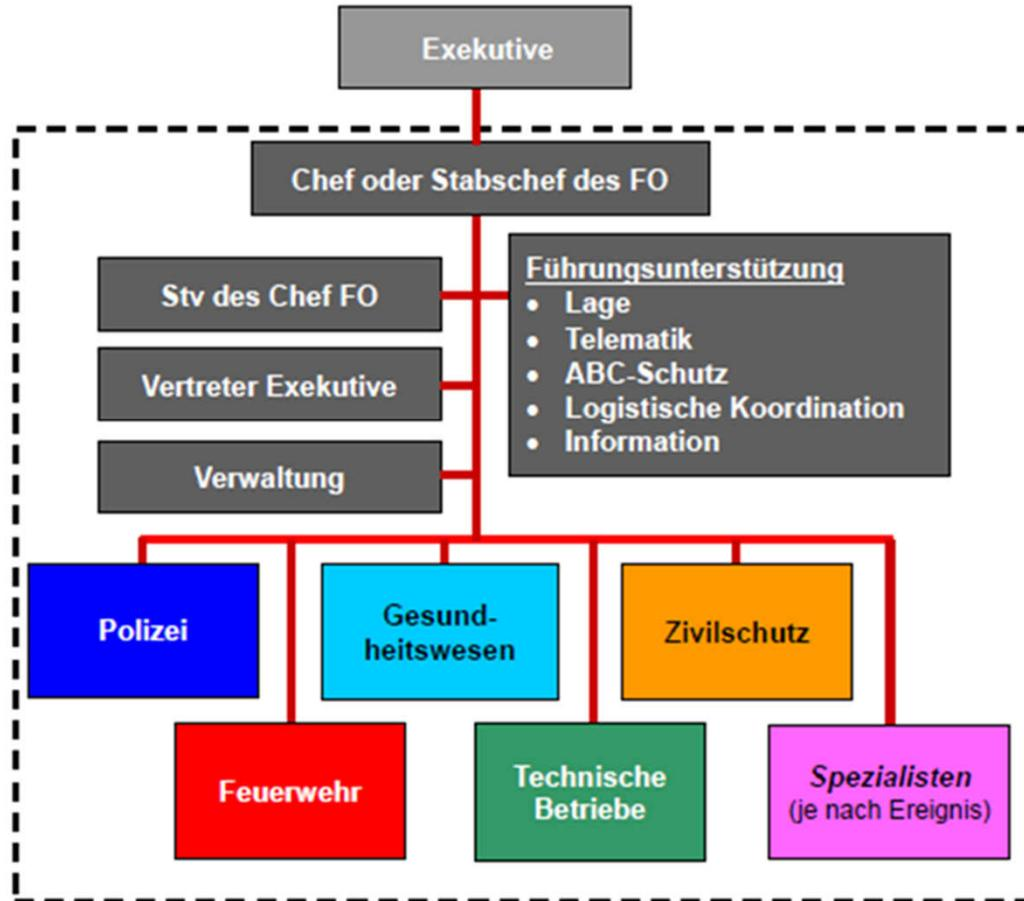 Exekutive
Chef oder Stabschef des FO
Stv des Chef FO
Vertreter Exekutive
Verwaltung
Führungsunterstützung
• Lage
• Telematik
• ABC-Schutz
• Logistische Koordination
• Information
Polizei
Gesund-
heitswesen
Zivilschutz
Feuerwehr
Technische
Betriebe
Spezialisten
(je nach Ereignis)